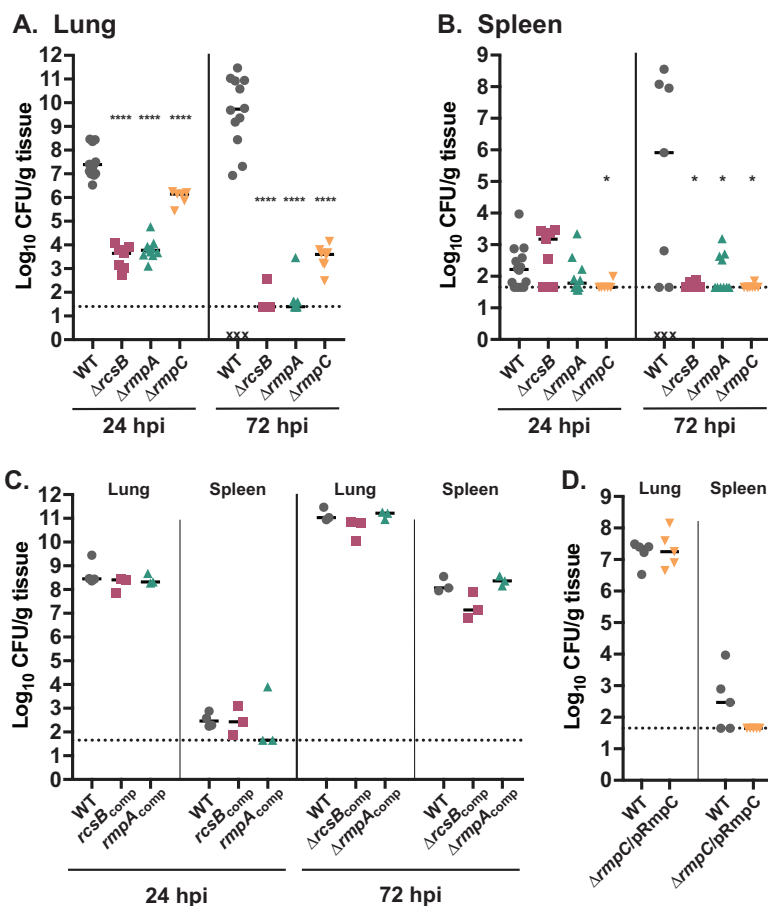 A. Lung
Log10 CFU/g tissue
12
11
10
9
8
7
6
5
4
3
2
1
0
**** **** ****
**** **** ****
xxx
WT ΔrcsB ΔrmpA ΔrmpC WT ΔrcsB ΔrmpA ΔrmpC
24 hpi 72 hpi
B. Spleen
Log10 CFU/g tissue
9
8
7
6
5
4
3
2
1
0
* * * *
xxx
WT ΔrcsB ΔrmpA ΔrmpC WT ΔrcsB ΔrmpA ΔrmpC
24 hpi 72 hpi
C.
Lung Spleen Lung Spleen
Log10 CFU/g tissue
12
11
10
9
8
7
6
5
4
3
2
1
0
WT rcsBcomp rmpAcomp WT rcsBcomp rmpAcomp WT ΔrcsBcomp ΔrmpAcomp WT ΔrcsBcomp ΔrmpAcomp
24 hpi 72 hpi
D.
Lung Spleen
Log10 CFU/g tissue
9
8
7
6
5
4
3
2
1
0
WT ΔrmpC/pRmpC WT ΔrmpC/pRmpC